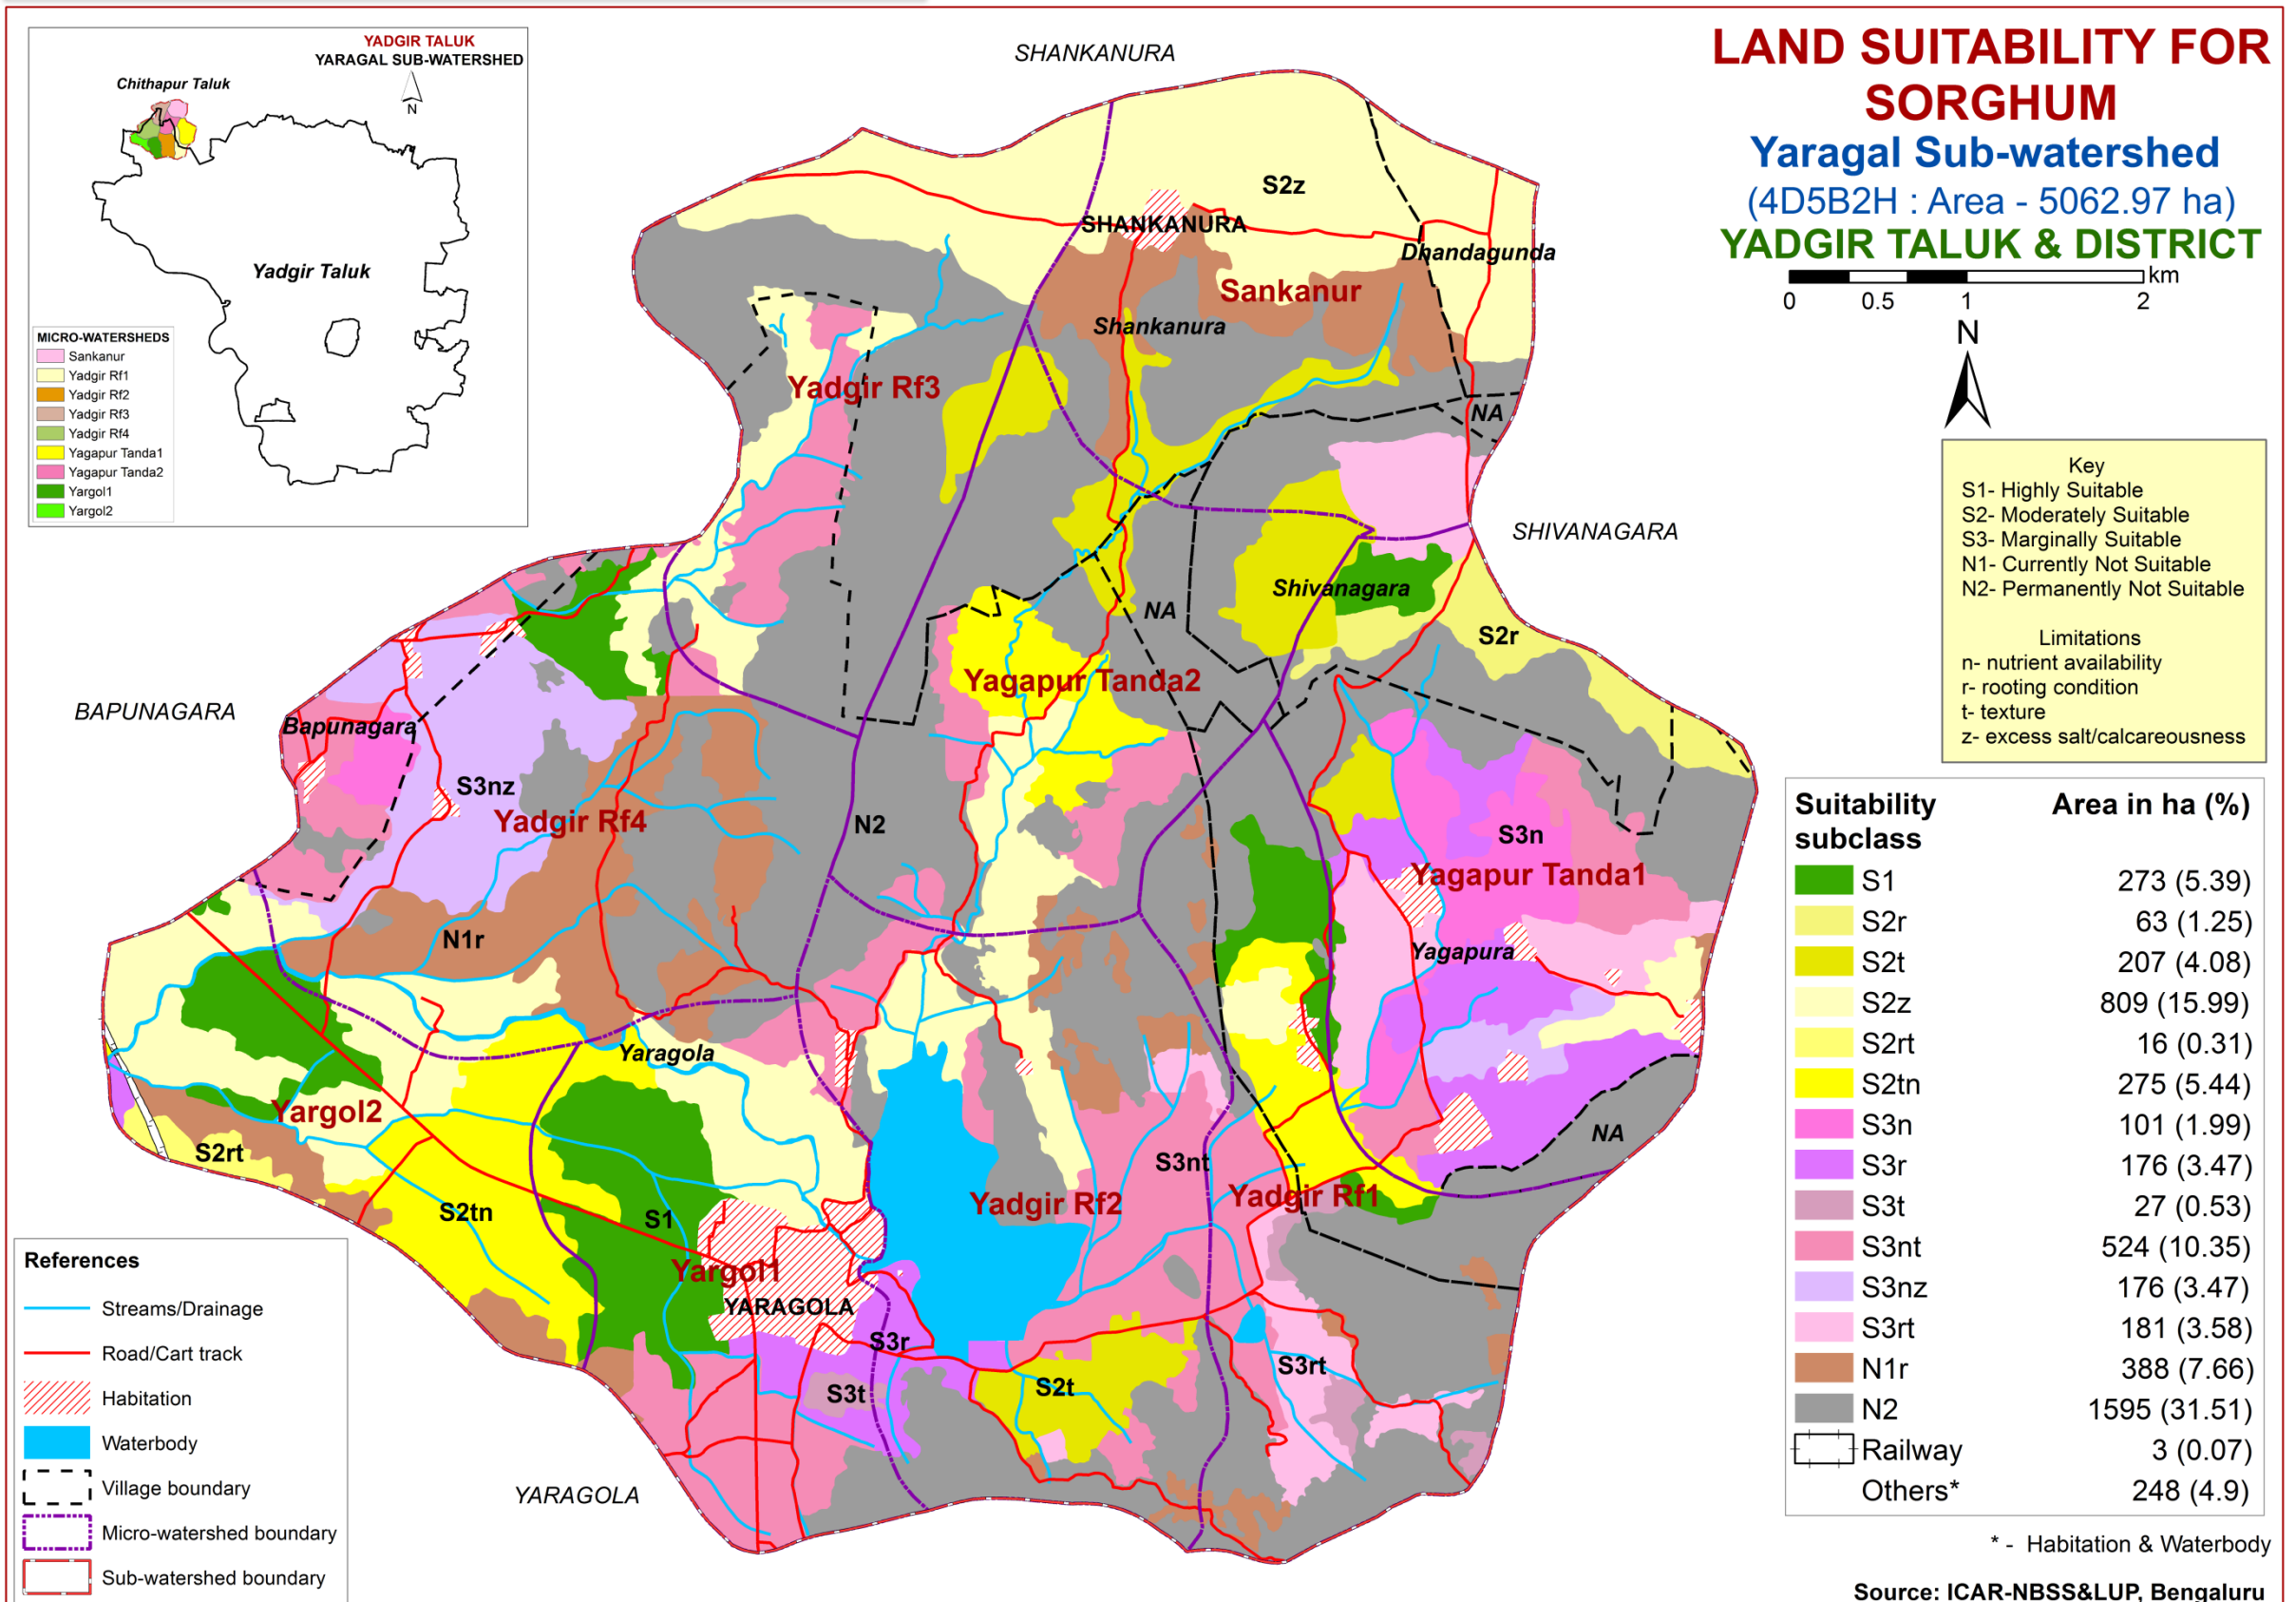 LAND SUITABILITY FOR
SORGHUM
Yaragal Sub-watershed
(4D5B2H : Area - 5062.97 ha)
YADGIR TALUK & DISTRICT
km
0 0.5 1 2
N
YADGIR TALUK
YARAGAL SUB-WATERSHED
Chithapur Taluk
N
Yadgir Taluk
MICRO-WATERSHEDS
Sankanur
Yadgir Rf1
Yadgir Rf2
Yadgir Rf3
Yadgir Rf4
Yagapur Tanda1
Yagapur Tanda2
Yargol1
Yargol2
SHANKANURA
S2z
SHANKANURA
Dhandagunda
Sankanur
Shankanura
Yadgir Rf3
NA
SHIVANAGARA
Shivanagara
NA
S2r
Yagapur Tanda2
BAPUNAGARA
Bapunagara
S3nz
Yadgir Rf4
N2
S3n
Yagapur Tanda1
N1r
Yagapura
Yaragola
Yargol2
S2rt
NA
S3nt
S2tn
S1
Yadgir Rf2
Yadgir Rf1
Yargol1
YARAGOLA
S3r
S3t
S2t
S3rt
YARAGOLA
Key
S1- Highly Suitable
S2- Moderately Suitable
S3- Marginally Suitable
N1- Currently Not Suitable
N2- Permanently Not Suitable
Limitations
n- nutrient availability
r- rooting condition
t- texture
z- excess salt/calcareousness
Suitability subclass Area in ha (%)
S1 273 (5.39)
S2r 63 (1.25)
S2t 207 (4.08)
S2z 809 (15.99)
S2rt 16 (0.31)
S2tn 275 (5.44)
S3n 101 (1.99)
S3r 176 (3.47)
S3t 27 (0.53)
S3nt 524 (10.35)
S3nz 176 (3.47)
S3rt 181 (3.58)
N1r 388 (7.66)
N2 1595 (31.51)
Railway 3 (0.07)
Others* 248 (4.9)
* - Habitation & Waterbody
Source: ICAR-NBSS&LUP, Bengaluru
References
Streams/Drainage
Road/Cart track
Habitation
Waterbody
Village boundary
Micro-watershed boundary
Sub-watershed boundary